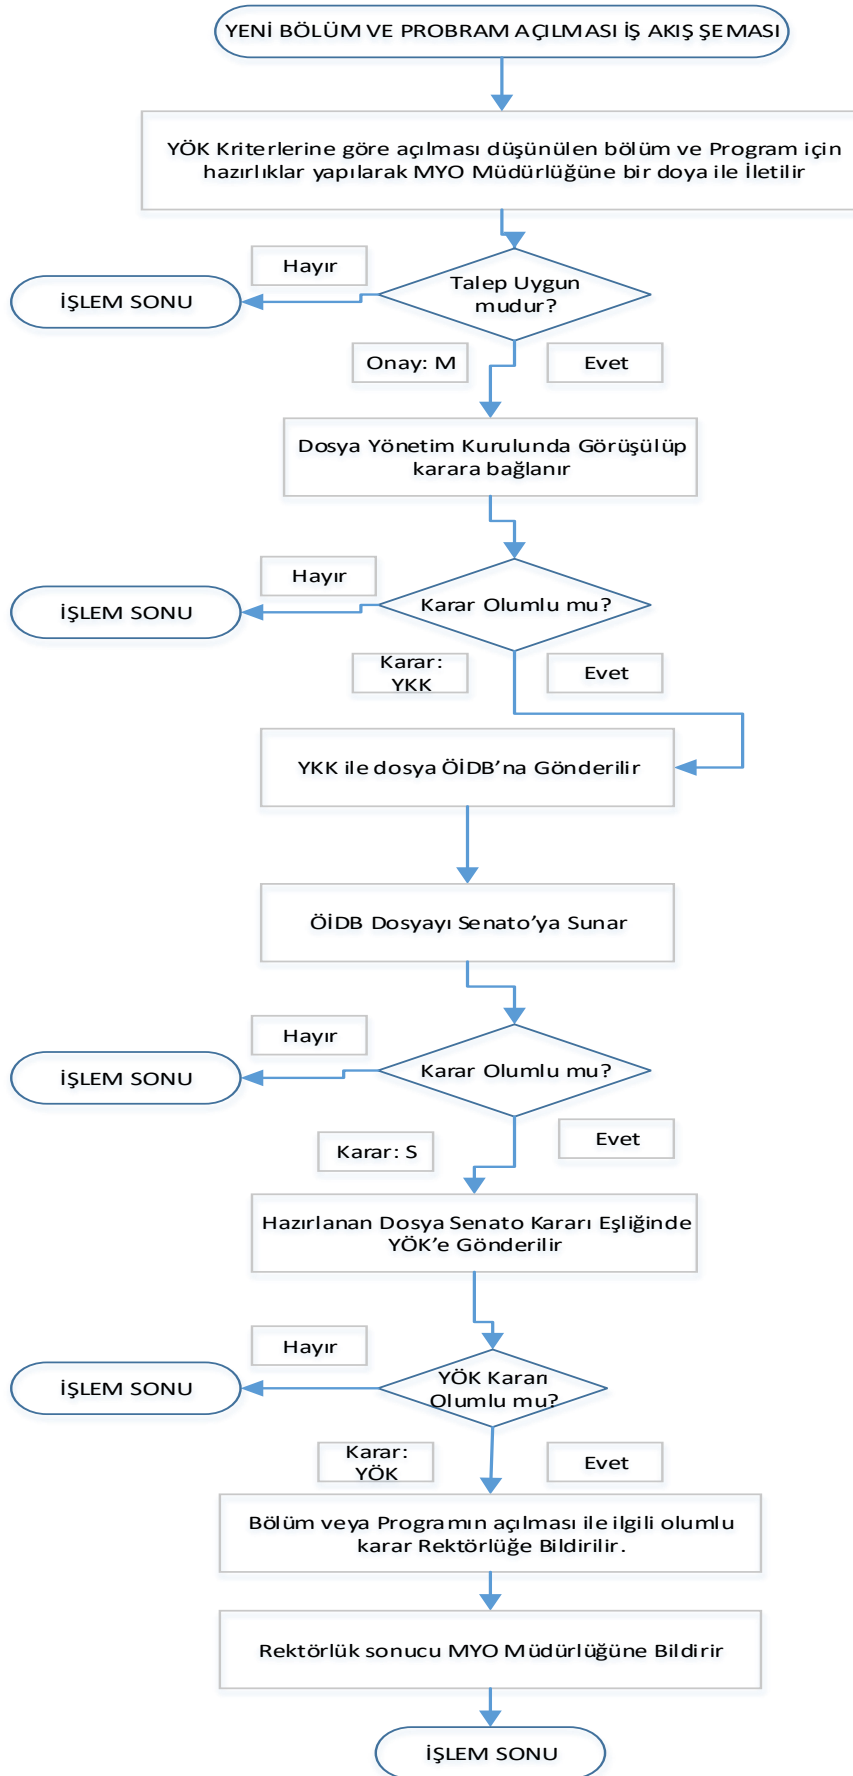 YENİ BÖLÜM VE PROBRAM AÇILMASI İŞ AKIŞ ŞEMASI
YÖK Kriterlerine göre açılması düşünülen bölüm ve Program için
hazırlıklar yapılarak MYO Müdürlüğüne bir doya ile İletilir
Hayır
Talep Uygun
mudur?
İŞLEM SONU
Onay: M
Evet
Dosya Yönetim Kurulunda Görüşülüp
karara bağlanır
Hayır
Karar Olumlu mu?
İŞLEM SONU
Karar:
YKK
Evet
YKK ile dosya ÖİDB’na Gönderilir
ÖİDB Dosyayı Senato’ya Sunar
Hayır
Karar Olumlu mu?
İŞLEM SONU
Karar: S
Evet
Hazırlanan Dosya Senato Kararı Eşliğinde
YÖK’e Gönderilir
Hayır
YÖK Kararı
Olumlu mu?
İŞLEM SONU
Karar:
YÖK
Evet
Bölüm veya Programın açılması ile ilgili olumlu
karar Rektörlüğe Bildirilir.
Rektörlük sonucu MYO Müdürlüğüne Bildirir
İŞLEM SONU